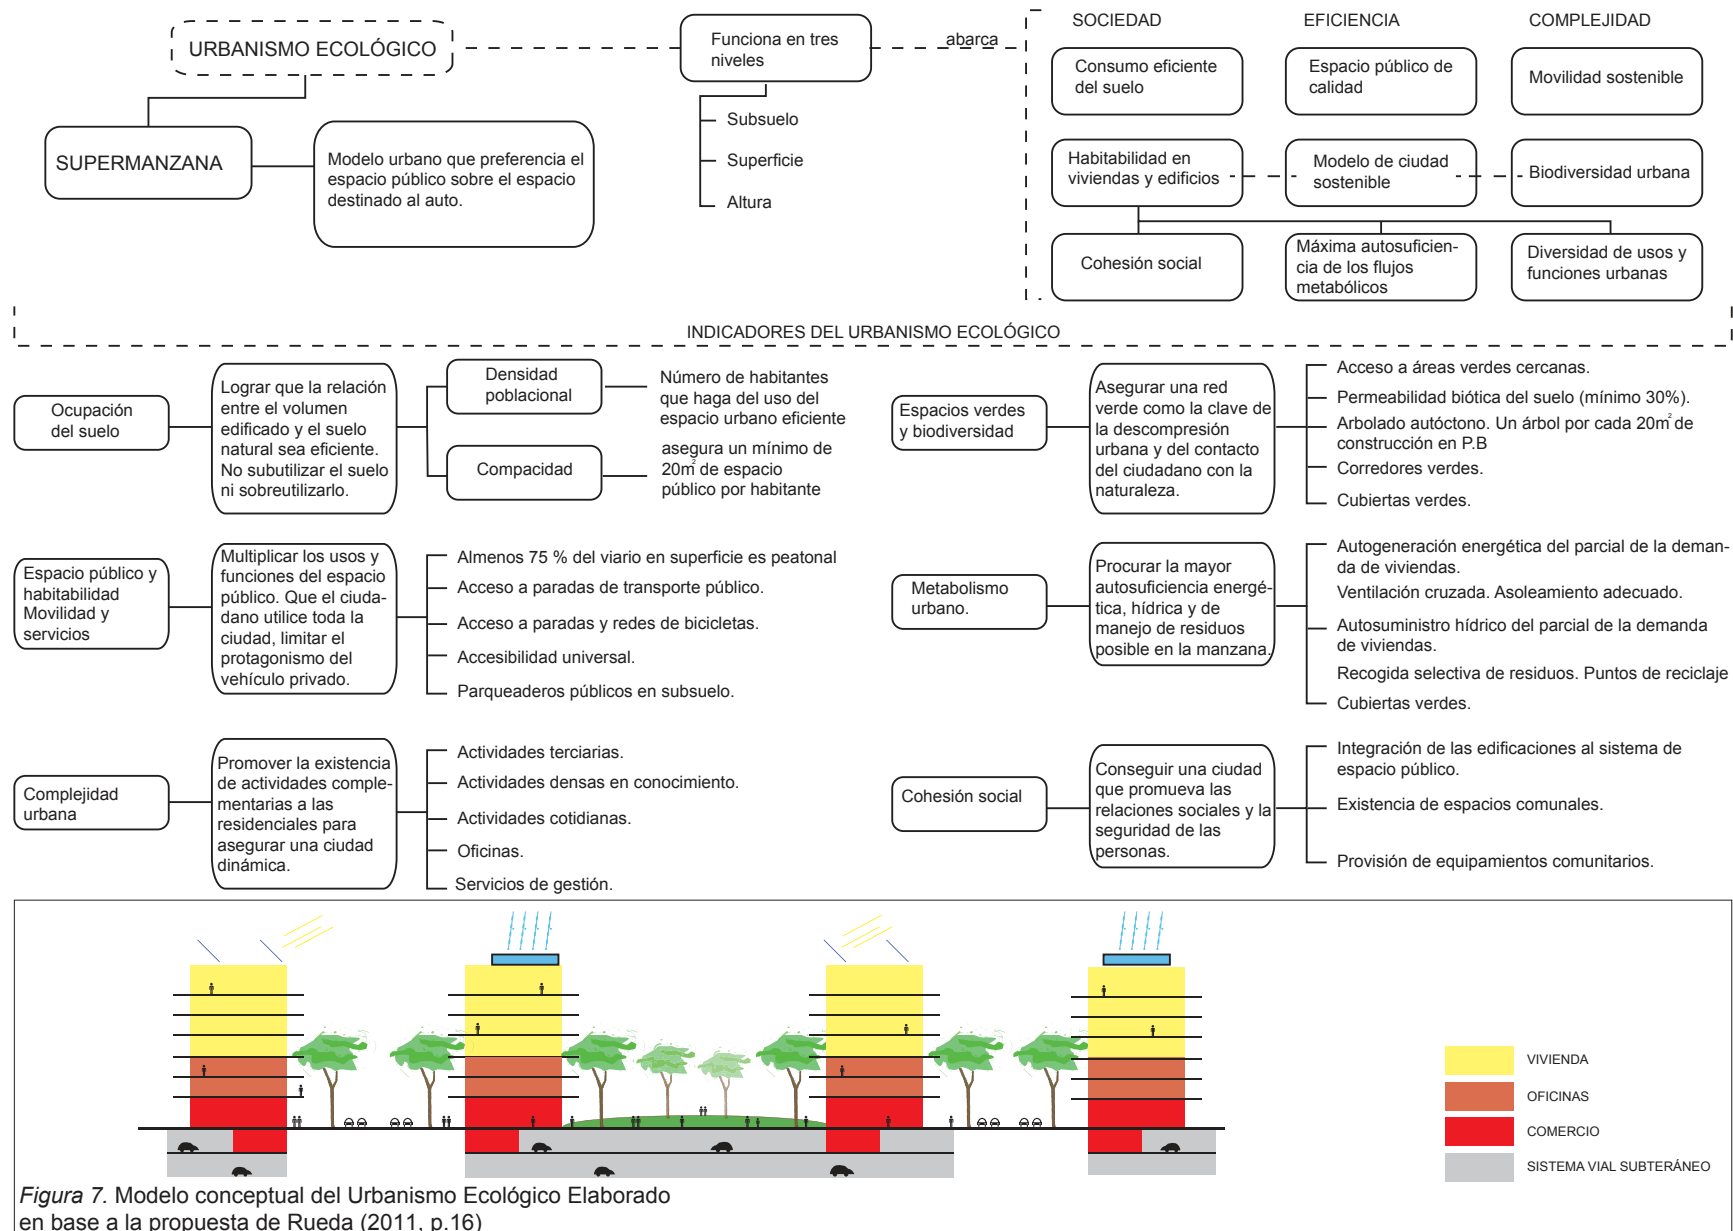 URBANISMO ECOLÓGICO
Funciona en tres
niveles
abarca
SOCIEDAD
EFICIENCIA
COMPLEJIDAD
SUPERMANZANA
Modelo urbano que preferencia el
espacio público sobre el espacio
destinado al auto.
Subsuelo
Superficie
Altura
Consumo eficiente
del suelo
Espacio público de
calidad
Movilidad sostenible
Habitabilidad en
viviendas y edificios
Modelo de ciudad
sostenible
Biodiversidad urbana
Cohesión social
Máxima autosuficien-
cia de los flujos
metabólicos
Diversidad de usos y
funciones urbanas
INDICADORES DEL URBANISMO ECOLÓGICO
Ocupación
del suelo
Lograr que la relación
entre el volumen
edificado y el suelo
natural sea eficiente.
No subutilizar el suelo
ni sobreutilizarlo.
Densidad
poblacional
Número de habitantes
que haga del uso del
espacio urbano eficiente
Compacidad
asegura un mínimo de
20m² de espacio
público por habitante
Espacio público y
habitabilidad
Movilidad y
servicios
Multiplicar los usos y
funciones del espacio
público. Que el ciuda-
dano utilice toda la
ciudad, limitar el
protagonismo del
vehículo privado.
Almenos 75 % del viario en superficie es peatonal
Acceso a paradas de transporte público.
Acceso a paradas y redes de bicicletas.
Accesibilidad universal.
Parqueaderos públicos en subsuelo.
Complejidad
urbana
Promover la existencia
de actividades comple-
mentarias a las
residenciales para
asegurar una ciudad
dinámica.
Actividades terciarias.
Actividades densas en conocimiento.
Actividades cotidianas.
Oficinas.
Servicios de gestión.
Espacios verdes
y biodiversidad
Asegurar una red
verde como la clave de
la descompresión
urbana y del contacto
del ciudadano con la
naturaleza.
Acceso a áreas verdes cercanas.
Permeabilidad biótica del suelo (mínimo 30%).
Arbolado autóctono. Un árbol por cada 20m² de
construcción en P.B
Corredores verdes.
Cubiertas verdes.
Metabolismo
urbano.
Procurar la mayor
autosuficiencia energé-
tica, hídrica y de
manejo de residuos
posible en la manzana.
Autogeneración energética del parcial de la deman-
da de viviendas.
Ventilación cruzada. Asoleamiento adecuado.
Autosuministro hídrico del parcial de la demanda
de viviendas.
Recogida selectiva de residuos. Puntos de reciclaje
Cubiertas verdes.
Cohesión social
Conseguir una ciudad
que promueva las
relaciones sociales y la
seguridad de las
personas.
Integración de las edificaciones al sistema de
espacio público.
Existencia de espacios comunales.
Provisión de equipamientos comunitarios.
VIVIENDA
OFICINAS
COMERCIO
SISTEMA VIAL SUBTERÁNEO
Figura 7. Modelo conceptual del Urbanismo Ecológico Elaborado
en base a la propuesta de Rueda (2011, p.16)